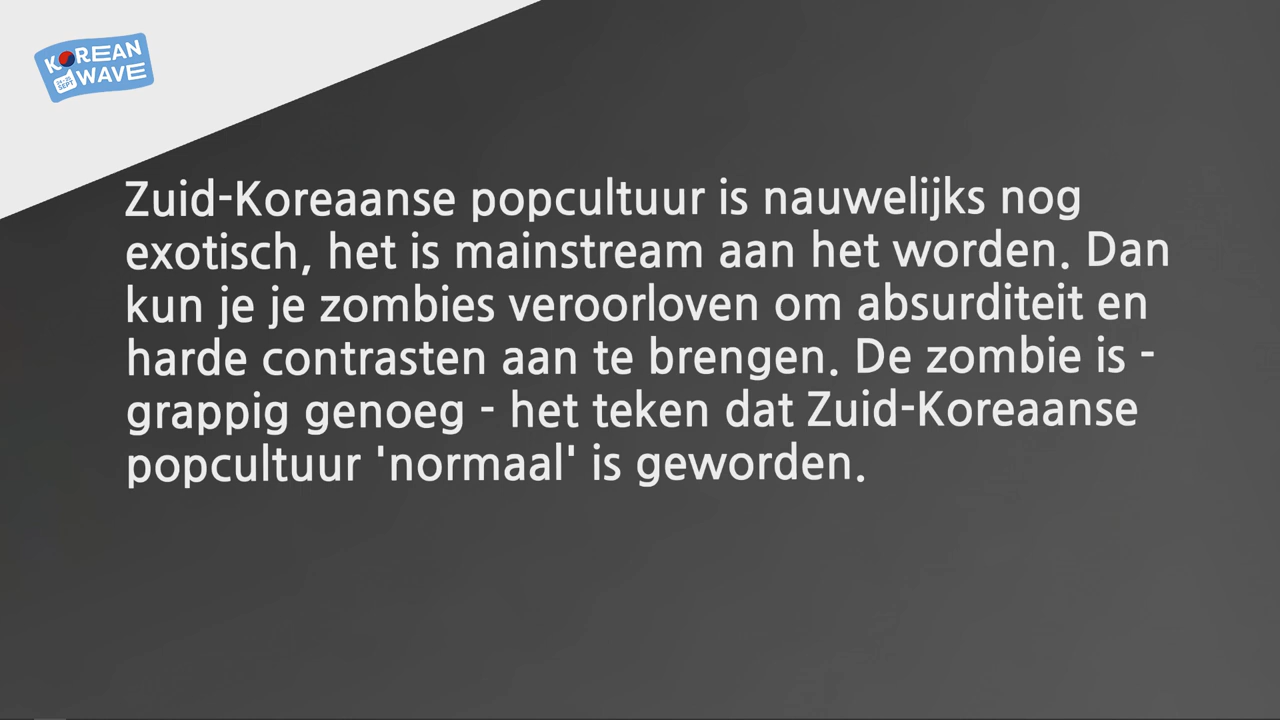 KOREAN
WAVE
SEPT
Zuid-Koreaanse popcultuur is nauwelijks nog
exotisch, het is mainstream aan het worden. Dan
kun je je zombies veroorloven om absurditeit en
harde contrasten aan te brengen. De zombie is -
grappig genoeg - het teken dat Zuid-Koreaanse
popcultuur 'normaal' is geworden.